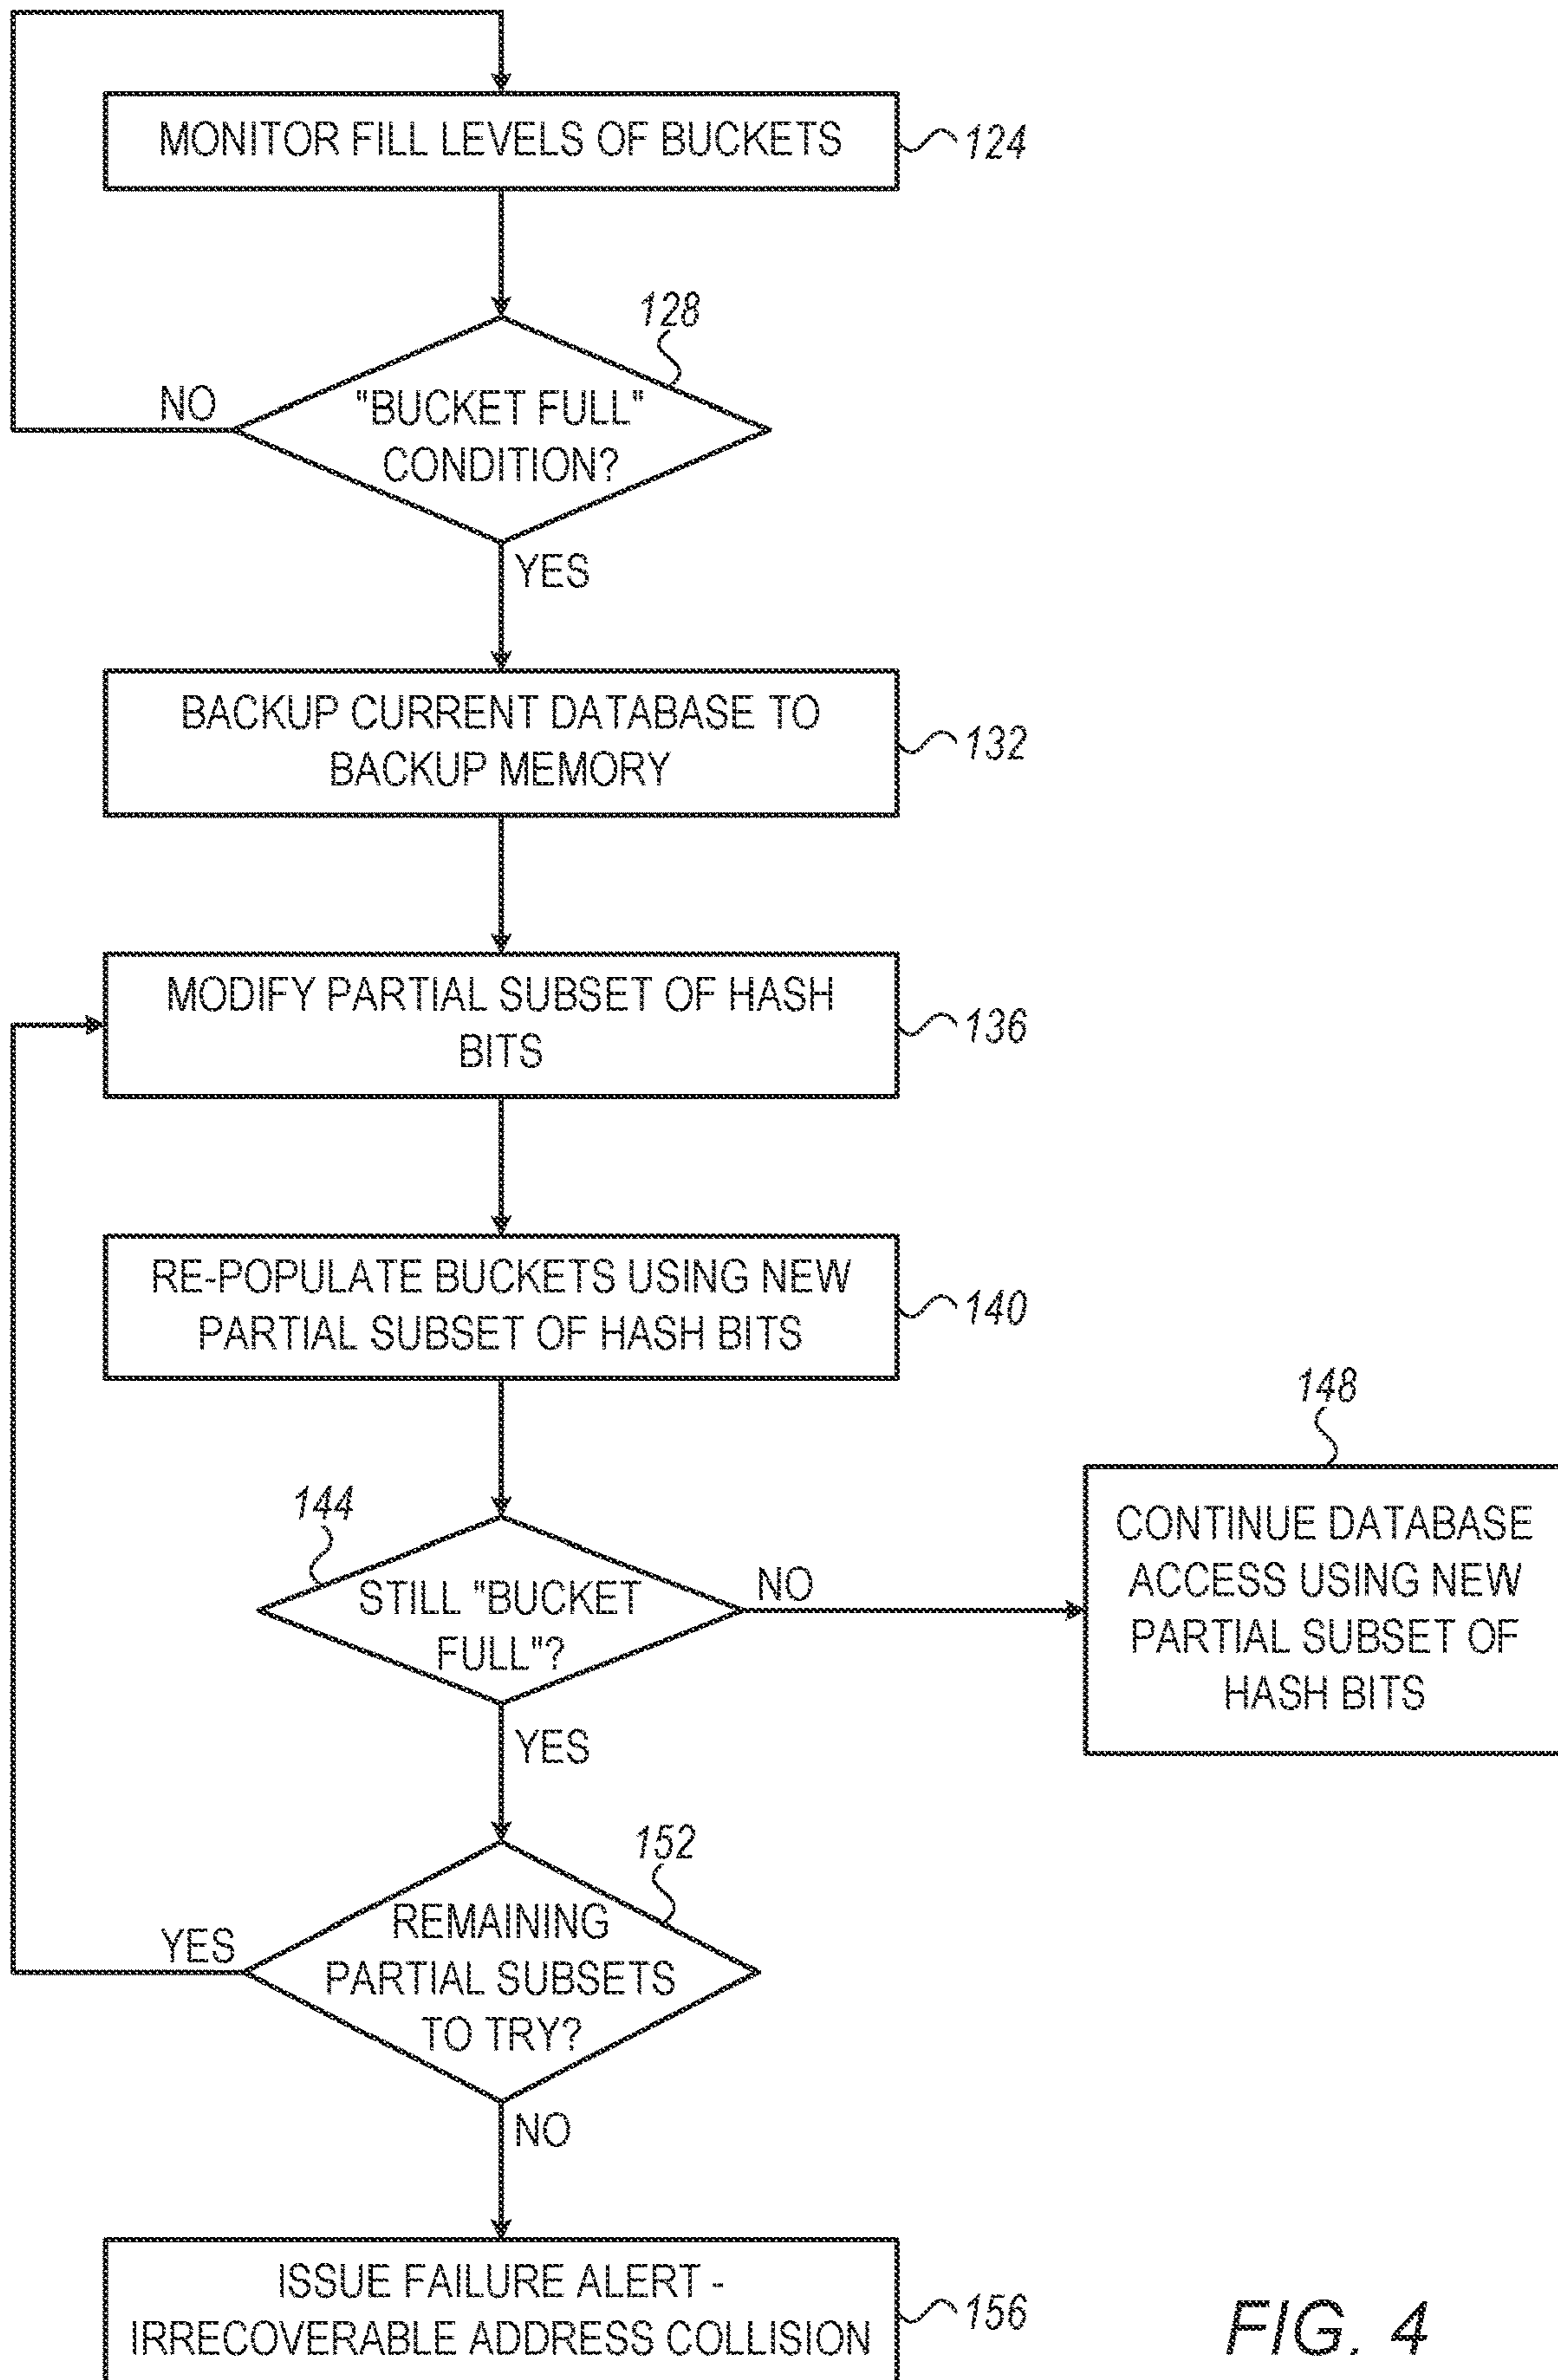 MONITOR FILL LEVELS OF BUCKETS
124
128
NO
"BUCKET FULL"
CONDITION?
YES
BACKUP CURRENT DATABASE TO
BACKUP MEMORY
132
MODIFY PARTIAL SUBSET OF HASH
BITS
136
RE-POPULATE BUCKETS USING NEW
PARTIAL SUBSET OF HASH BITS
140
148
144
STILL "BUCKET
FULL"?
NO
CONTINUE DATABASE
ACCESS USING NEW
PARTIAL SUBSET OF
HASH BITS
YES
152
YES
REMAINING
PARTIAL SUBSETS
TO TRY?
NO
ISSUE FAILURE ALERT -
IRRECOVERABLE ADDRESS COLLISION
156
FIG. 4